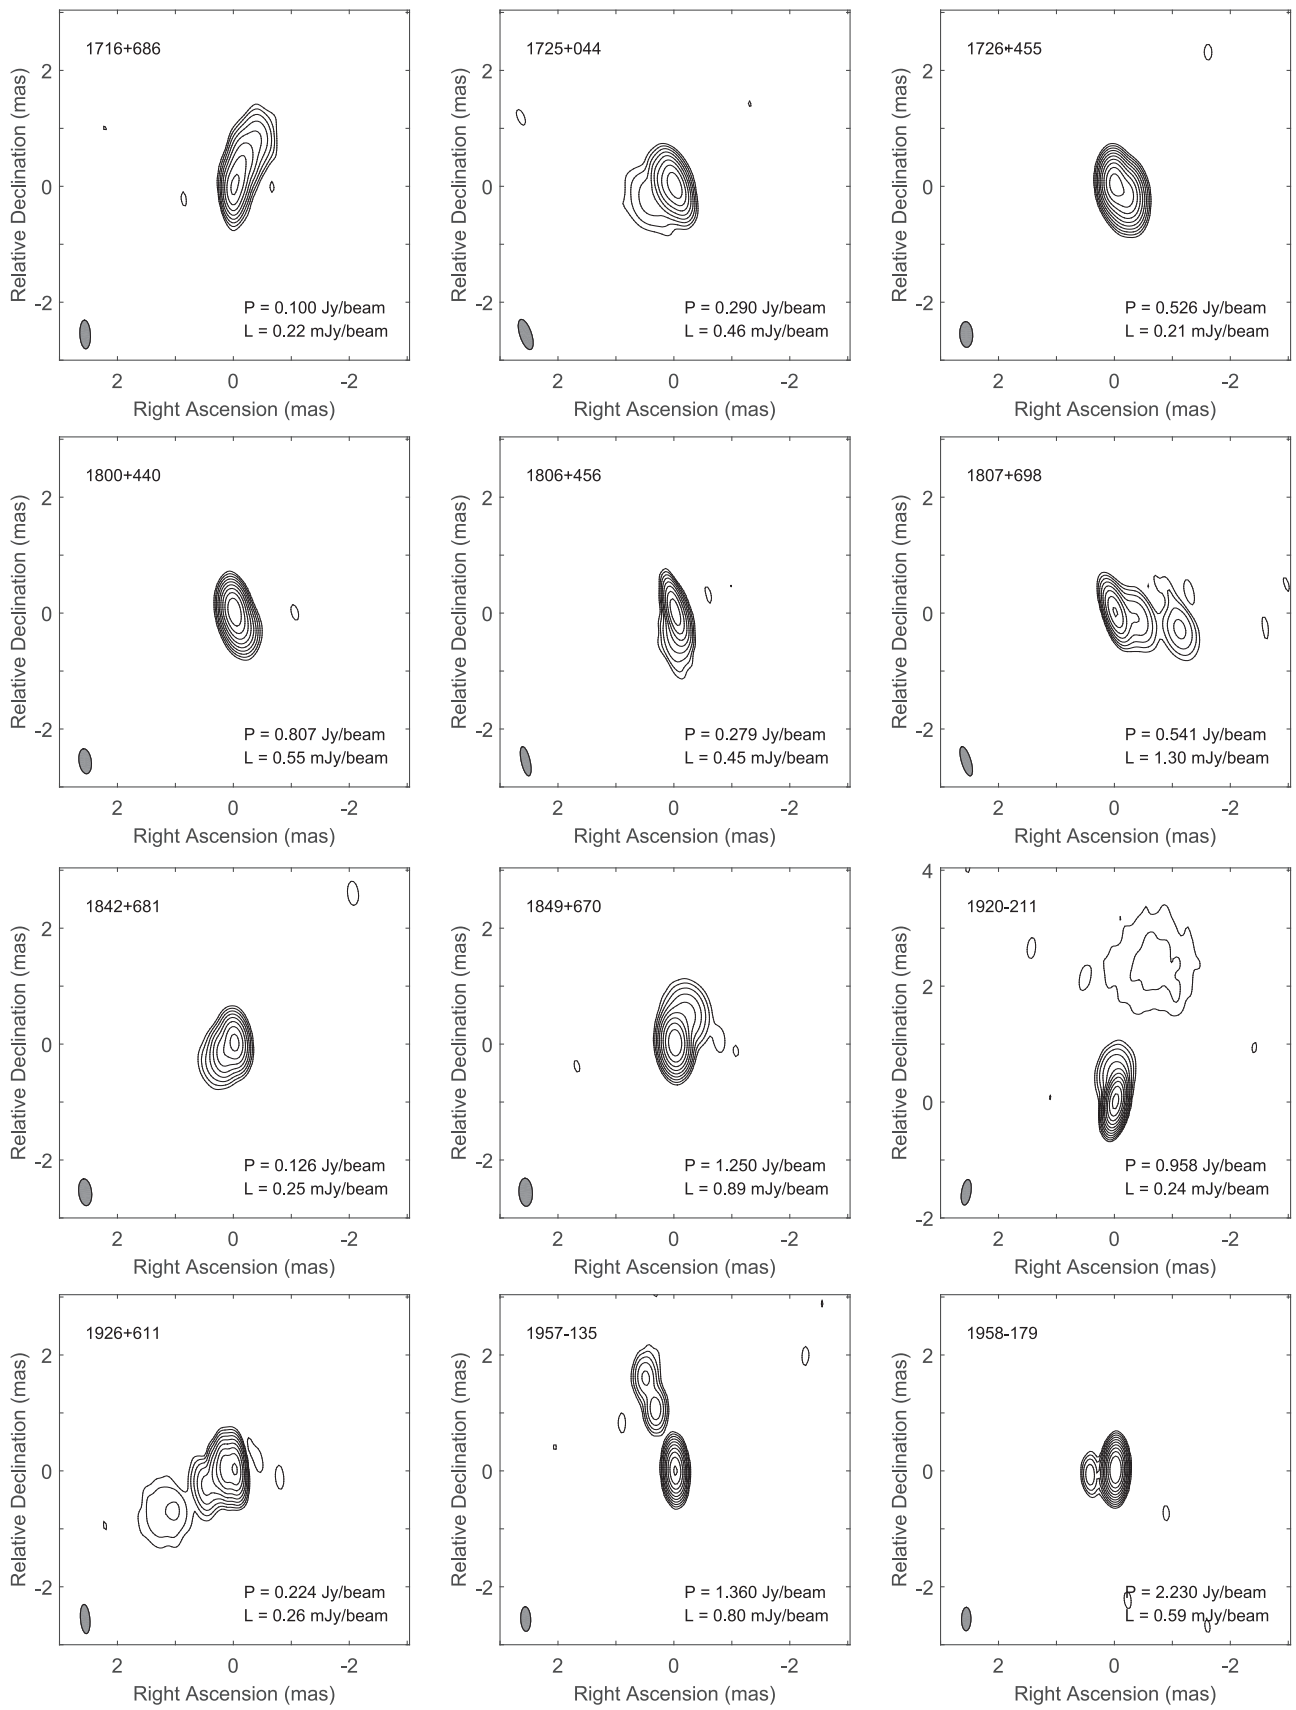 1716+686
2
0
-2
Relative Declination (mas)
P = 0.100 Jy/beam
L = 0.22 mJy/beam
2 0 -2
Right Ascension (mas)
1725+044
2
0
-2
Relative Declination (mas)
P = 0.290 Jy/beam
L = 0.46 mJy/beam
2 0 -2
Right Ascension (mas)
1726+455
2
0
-2
Relative Declination (mas)
P = 0.526 Jy/beam
L = 0.21 mJy/beam
2 0 -2
Right Ascension (mas)
1800+440
2
0
-2
Relative Declination (mas)
P = 0.807 Jy/beam
L = 0.55 mJy/beam
2 0 -2
Right Ascension (mas)
1806+456
2
0
-2
Relative Declination (mas)
P = 0.279 Jy/beam
L = 0.45 mJy/beam
2 0 -2
Right Ascension (mas)
1807+698
2
0
-2
Relative Declination (mas)
P = 0.541 Jy/beam
L = 1.30 mJy/beam
2 0 -2
Right Ascension (mas)
1842+681
2
0
-2
Relative Declination (mas)
P = 0.126 Jy/beam
L = 0.25 mJy/beam
2 0 -2
Right Ascension (mas)
1849+670
2
0
-2
Relative Declination (mas)
P = 1.250 Jy/beam
L = 0.89 mJy/beam
2 0 -2
Right Ascension (mas)
4
1920-211
2
0
-2
Relative Declination (mas)
P = 0.958 Jy/beam
L = 0.24 mJy/beam
2 0 -2
Right Ascension (mas)
1926+611
2
0
-2
Relative Declination (mas)
P = 0.224 Jy/beam
L = 0.26 mJy/beam
2 0 -2
Right Ascension (mas)
1957-135
2
0
-2
Relative Declination (mas)
P = 1.360 Jy/beam
L = 0.80 mJy/beam
2 0 -2
Right Ascension (mas)
1958-179
2
0
-2
Relative Declination (mas)
P = 2.230 Jy/beam
L = 0.59 mJy/beam
2 0 -2
Right Ascension (mas)